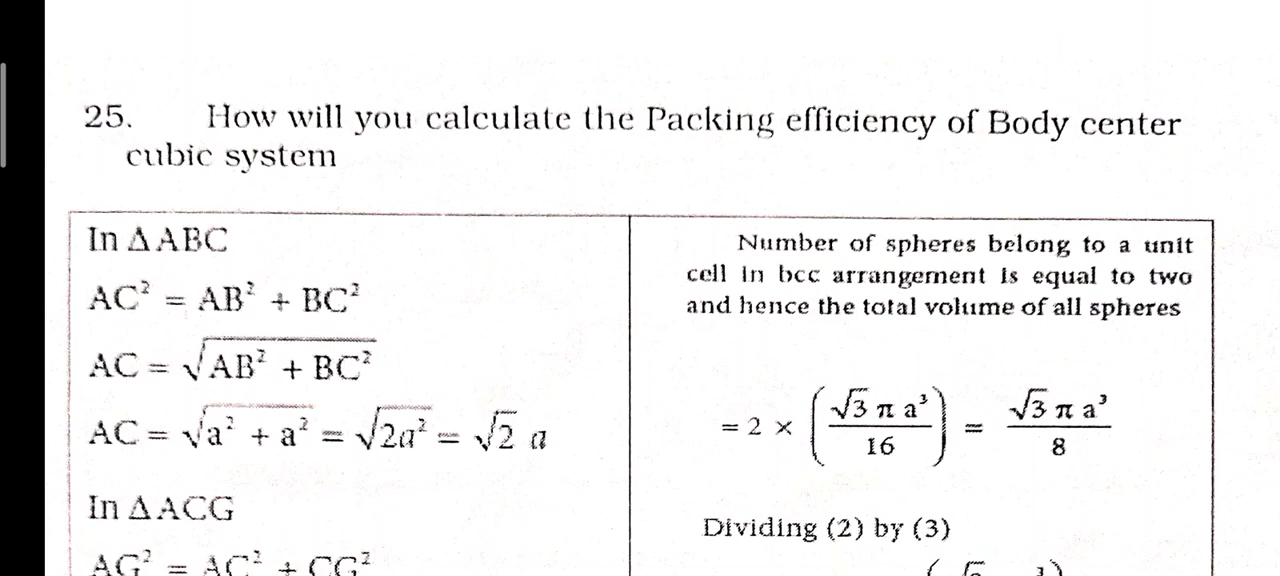 25. How will you calculate the Packing efficiency of Body center
cubic system
In ΔABC
AC² = AB² + BC²
AC = √(AB² + BC²)
AC = √(a² + a²) = √(2a²) = √2 a
In ΔACG
AG² = AC² + CG²
Number of spheres belong to a unit
cell in bcc arrangement is equal to two
and hence the total volume of all spheres
= 2 × (√3 π a³ / 16) = √3 π a³ / 8
Dividing (2) by (3)